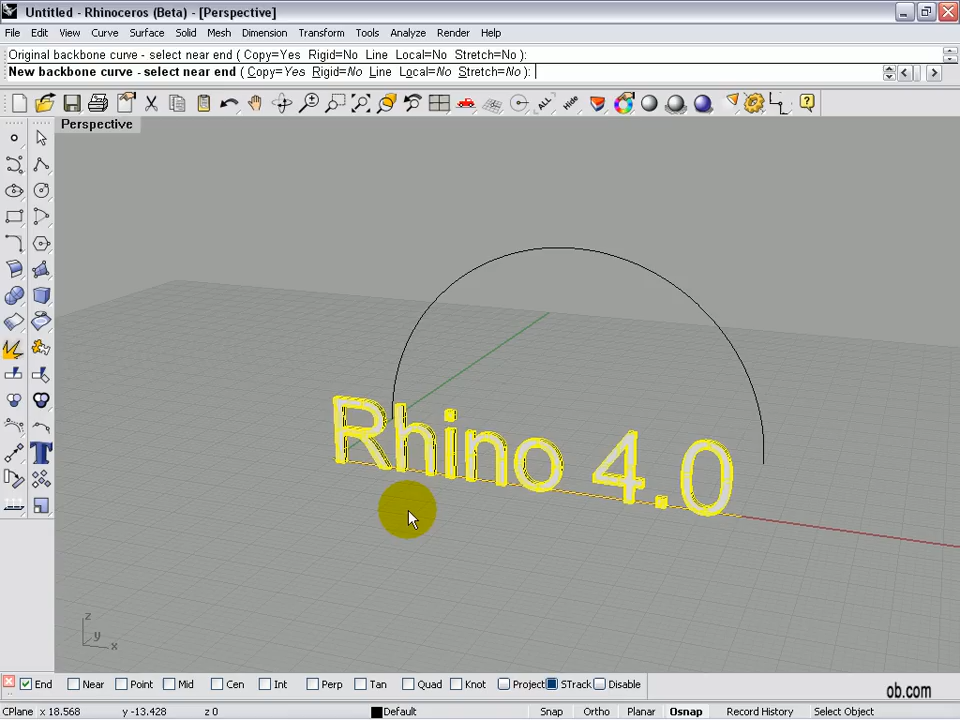 Untitled - Rhinoceros (Beta) - [Perspective]
File Edit View Curve Surface Solid Mesh Dimension Transform Tools Analyze Render Help
Original backbone curve - select near end ( Copy=Yes Rigid=No Line Local=No Stretch=No ):
New backbone curve - select near end ( Copy=Yes Rigid=No Line Local=No Stretch=No ):
ALL Hide
Perspective
Rhino 4.0
z
y
x
End Near Point Mid Cen Int Perp Tan Quad Knot Project STrack Disable
ob.com
CPlane x 18.568 y -13.428 z 0 Default Snap Ortho Planar Osnap Record History Select Object